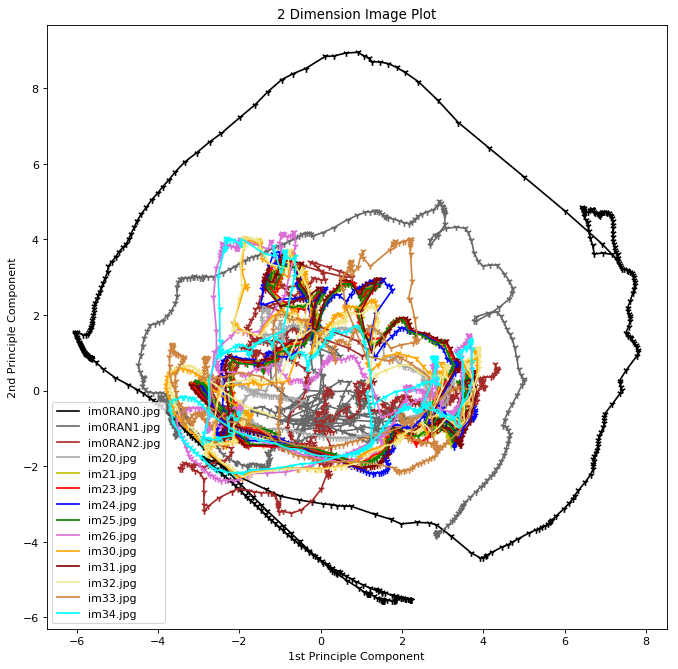 2 Dimension Image Plot
2nd Principle Component
8
6
4
2
0
−2
−4
−6
im0RAN0.jpg
im0RAN1.jpg
im0RAN2.jpg
im20.jpg
im21.jpg
im23.jpg
im24.jpg
im25.jpg
im26.jpg
im30.jpg
im31.jpg
im32.jpg
im33.jpg
im34.jpg
−6 −4 −2 0 2 4 6 8
1st Principle Component